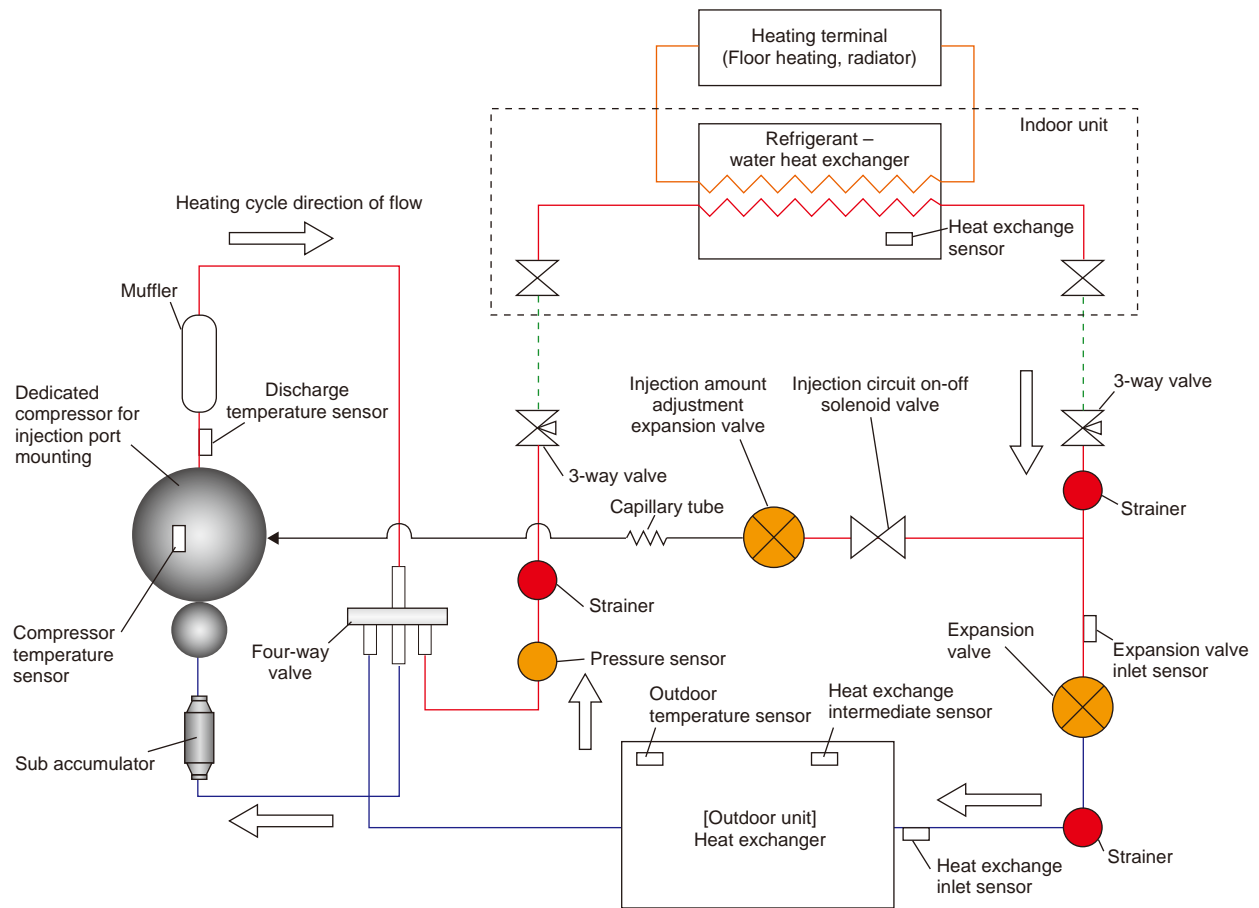 Heating terminal
(Floor heating, radiator)
Indoor unit
Refrigerant –
water heat exchanger
Heating cycle direction of flow
Heat exchange
sensor
Muffler
Discharge
temperature sensor
Dedicated
compressor for
injection port
mounting
Injection amount
adjustment
expansion valve
Injection circuit on-off
solenoid valve
3-way valve
3-way valve
Capillary tube
Strainer
Strainer
Compressor
temperature
sensor
Four-way
valve
Pressure sensor
Expansion
valve
Expansion valve
inlet sensor
Outdoor
temperature sensor
Heat exchange
intermediate sensor
Sub accumulator
[Outdoor unit]
Heat exchanger
Heat exchange
inlet sensor
Strainer